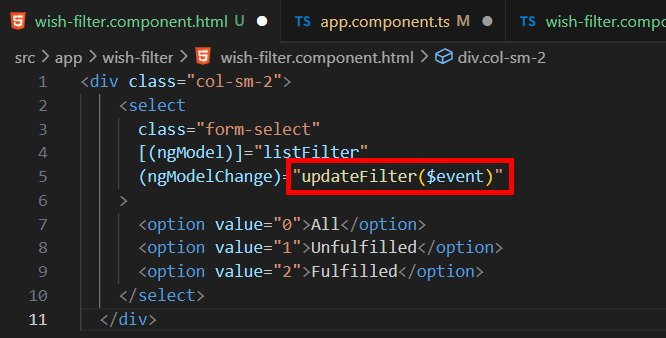 wish-filter.component.html U app.component.ts M wish-filter.compo
src > app > wish-filter > wish-filter.component.html > div.col-sm-2
1 <div class="col-sm-2">
2 <select
3 class="form-select"
4 [(ngModel)]="listFilter"
5 (ngModelChange)="updateFilter($event)"
6 >
7 <option value="0">All</option>
8 <option value="1">Unfulfilled</option>
9 <option value="2">Fulfilled</option>
10 </select>
11 </div>